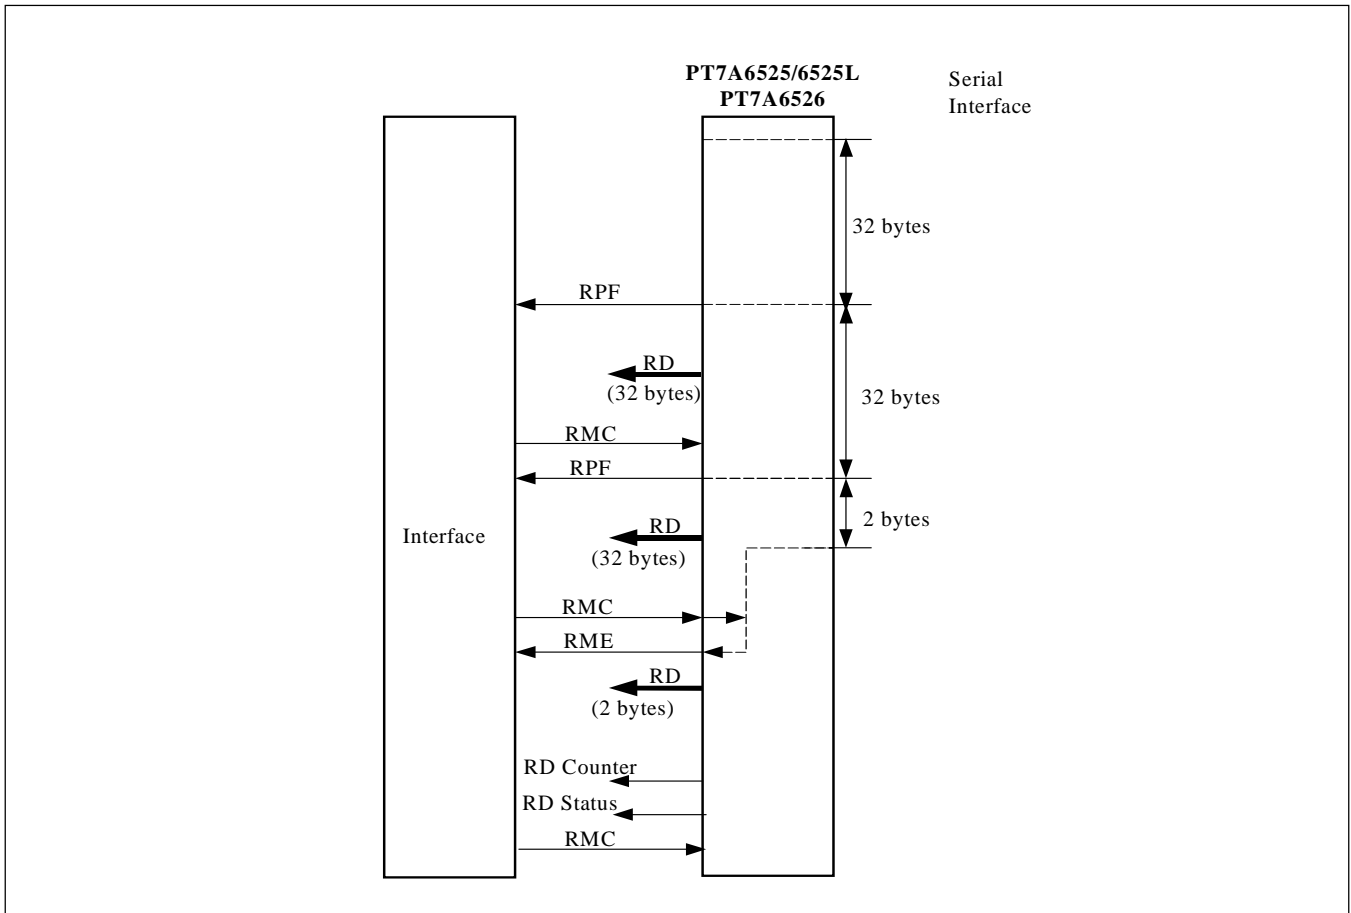 PT7A6525/6525L
PT7A6526
Serial
Interface
32 bytes
RPF
RD
(32 bytes)
32 bytes
RMC
RPF
2 bytes
RD
Interface
(32 bytes)
RMC
RME
RD
(2 bytes)
RD Counter
RD Status
RMC